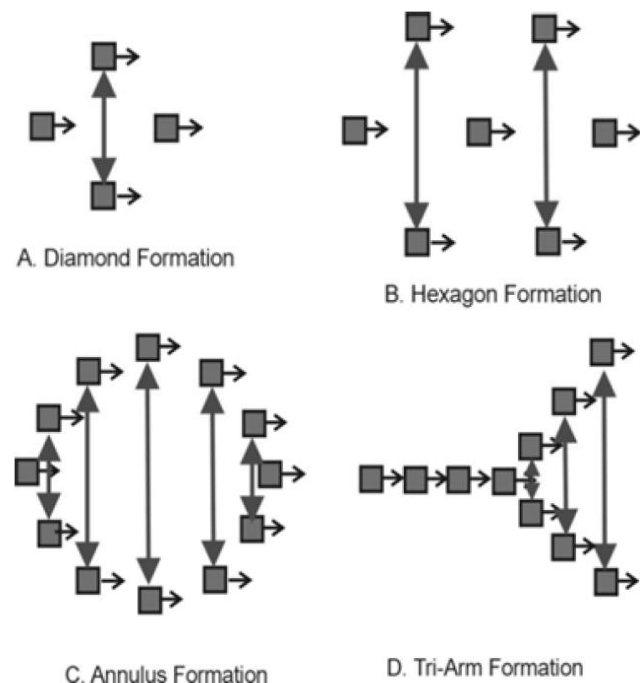 A. Diamond Formation
B. Hexagon Formation
C. Annulus Formation
D. Tri-Arm Formation